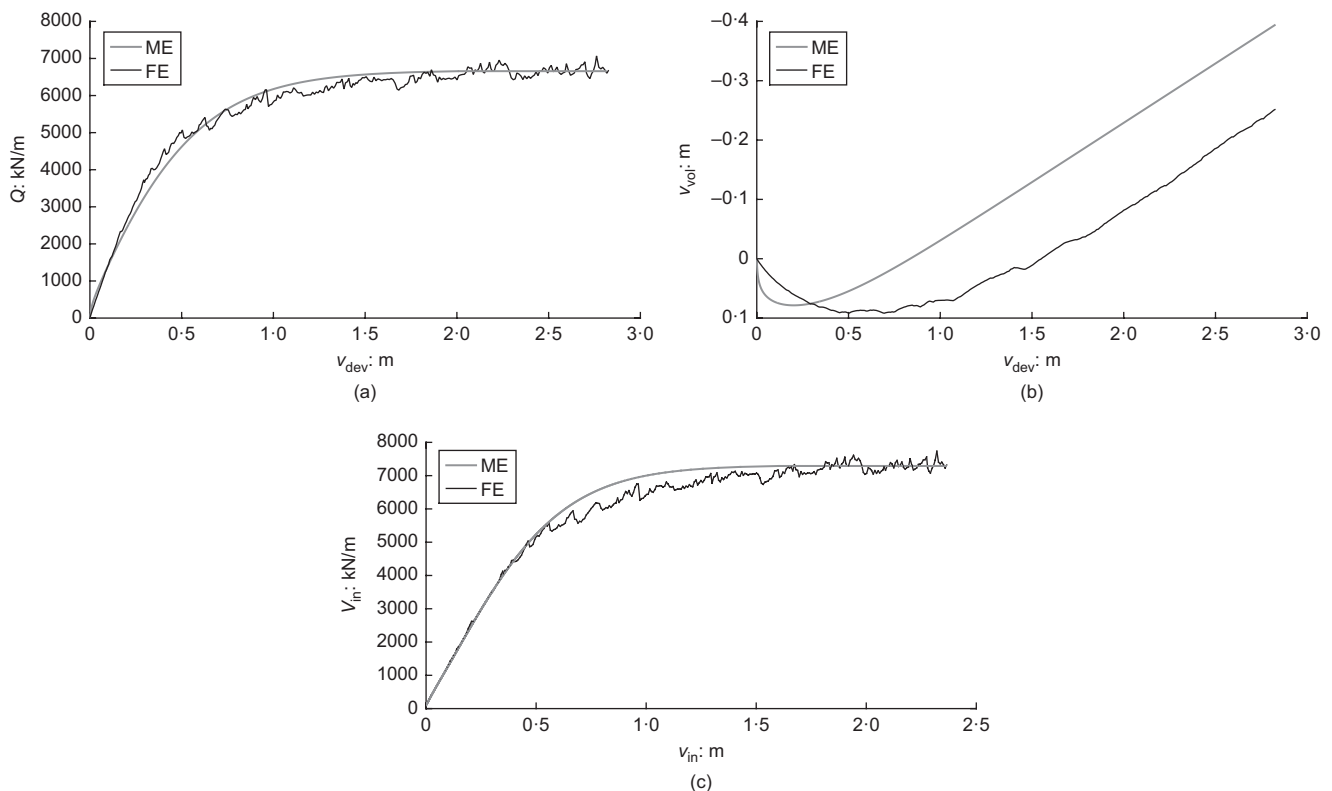 8000
7000
6000
5000
4000
3000
2000
1000
0
Q: kN/m
ME
FE
0 0·5 1·0 1·5 2·0 2·5 3·0
v_dev: m
(a)
–0·4
–0·3
–0·2
–0·1
0
0·1
v_vol: m
ME
FE
0 0·5 1·0 1·5 2·0 2·5 3·0
v_dev: m
(b)
8000
7000
6000
5000
4000
3000
2000
1000
0
V_in: kN/m
ME
FE
0 0·5 1·0 1·5 2·0 2·5
v_in: m
(c)